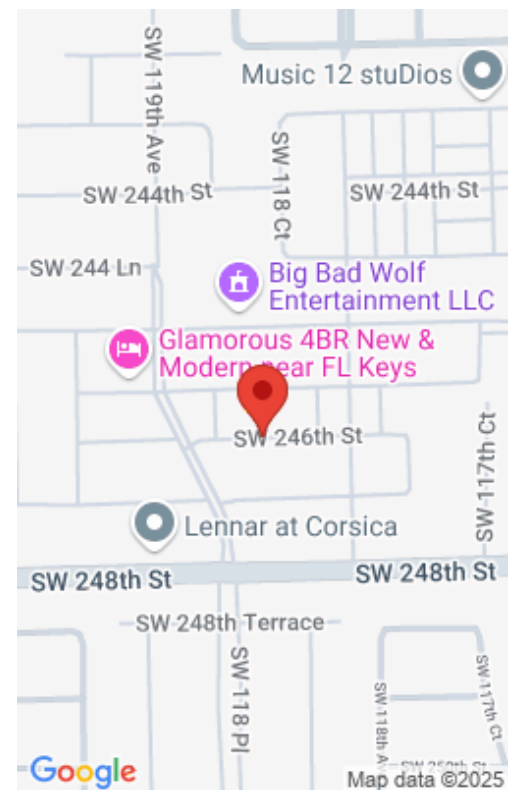 SW 119th Ave
Music 12 stuDios
SW 118 Ct
SW 244th St
SW 244th St
SW 244 Ln
Big Bad Wolf
Entertainment LLC
Glamorous 4BR New &
Modern near FL Keys
SW 246th St
SW 117th Ct
Lennar at Corsica
SW 248th St
SW 248th St
SW 248th Terrace
SW 118 Pl
SW 117th Ct
SW 118th Av
SW 250th St
Google
Map data ©2025